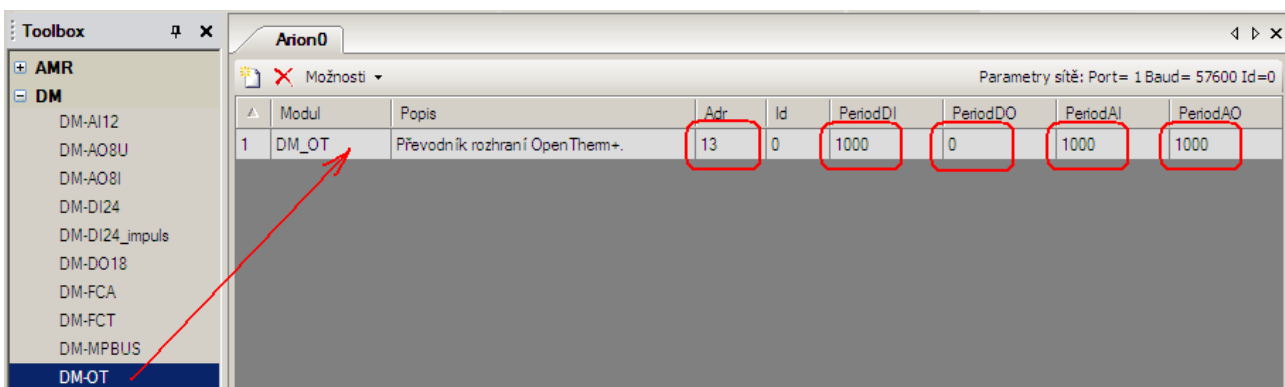 Toolbox
AMR
DM
DM-AI12
DM-AO8U
DM-AO8I
DM-DI24
DM-DI24_impuls
DM-DO18
DM-FCA
DM-FCT
DM-MPBUS
DM-OT
Arion0
Možnosti Parametry sítě: Port= 1 Baud= 57600 Id=0
Modul Popis Adr Id PeriodDI PeriodDO PeriodAI PeriodAO
1 DM_OT Převodník rozhraní OpenTherm+. 13 0 1000 0 1000 1000